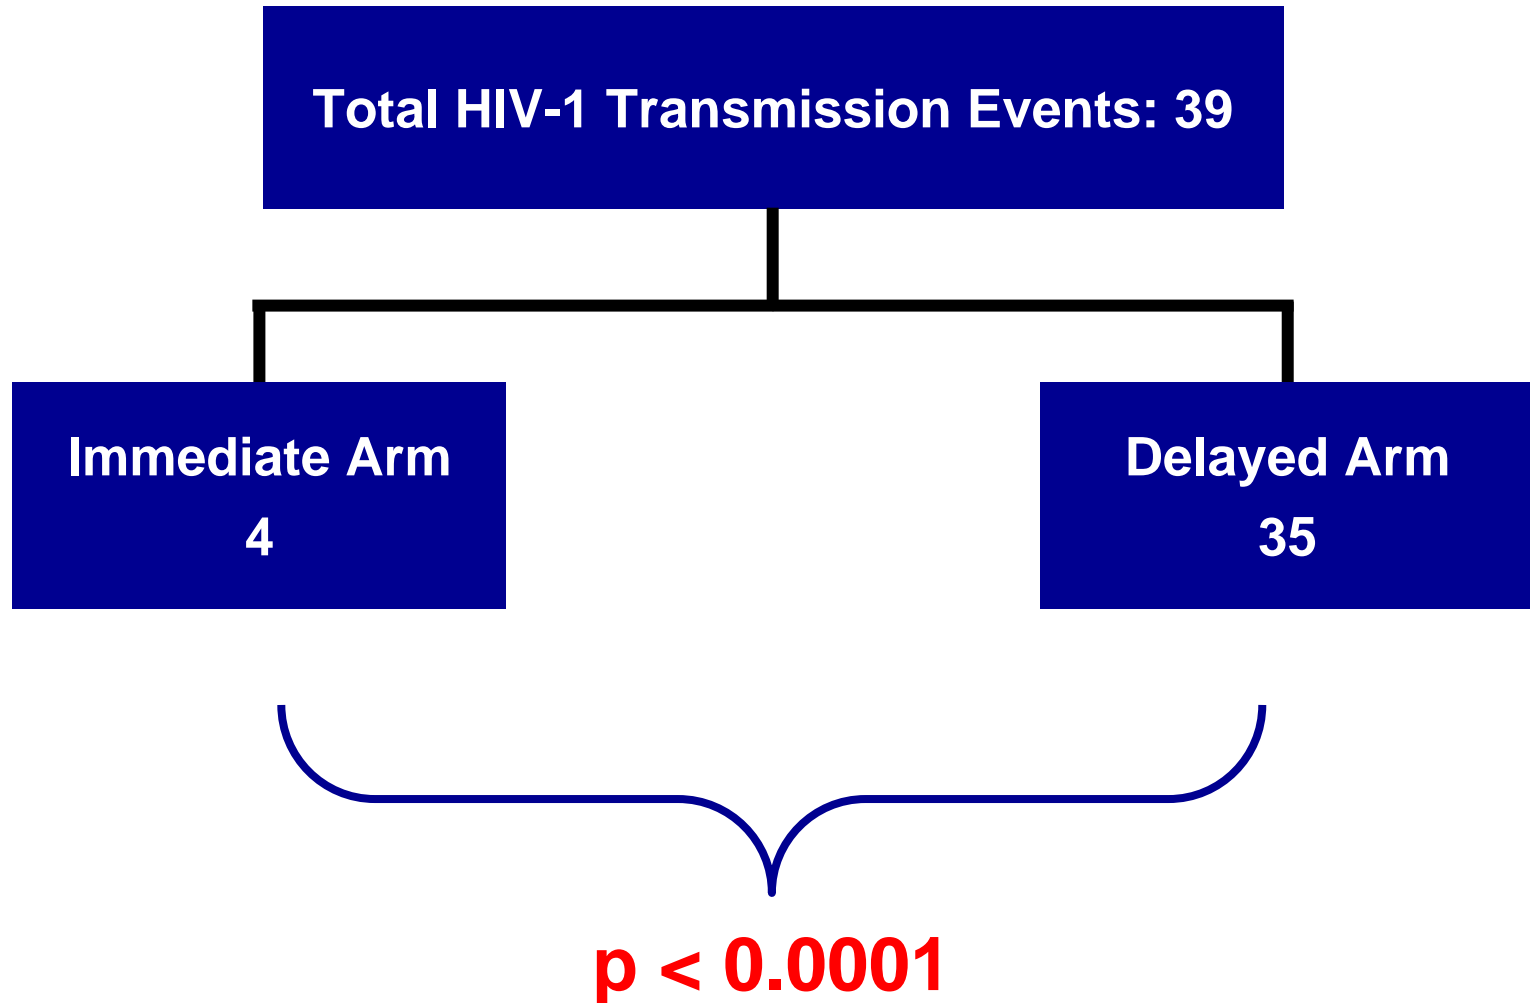 Total HIV-1 Transmission Events: 39
Immediate Arm
4
Delayed Arm
35
p < 0.0001